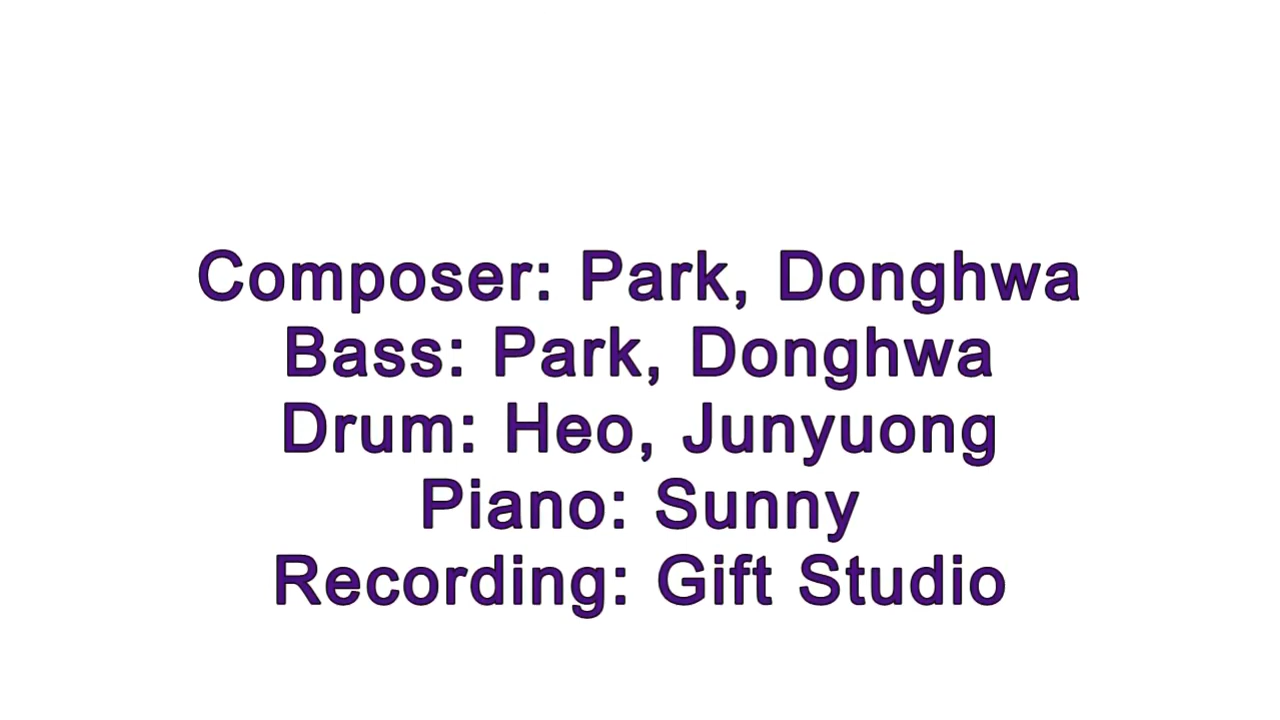 Composer: Park, Donghwa
Bass: Park, Donghwa
Drum: Heo, Junyuong
Piano: Sunny
Recording: Gift Studio